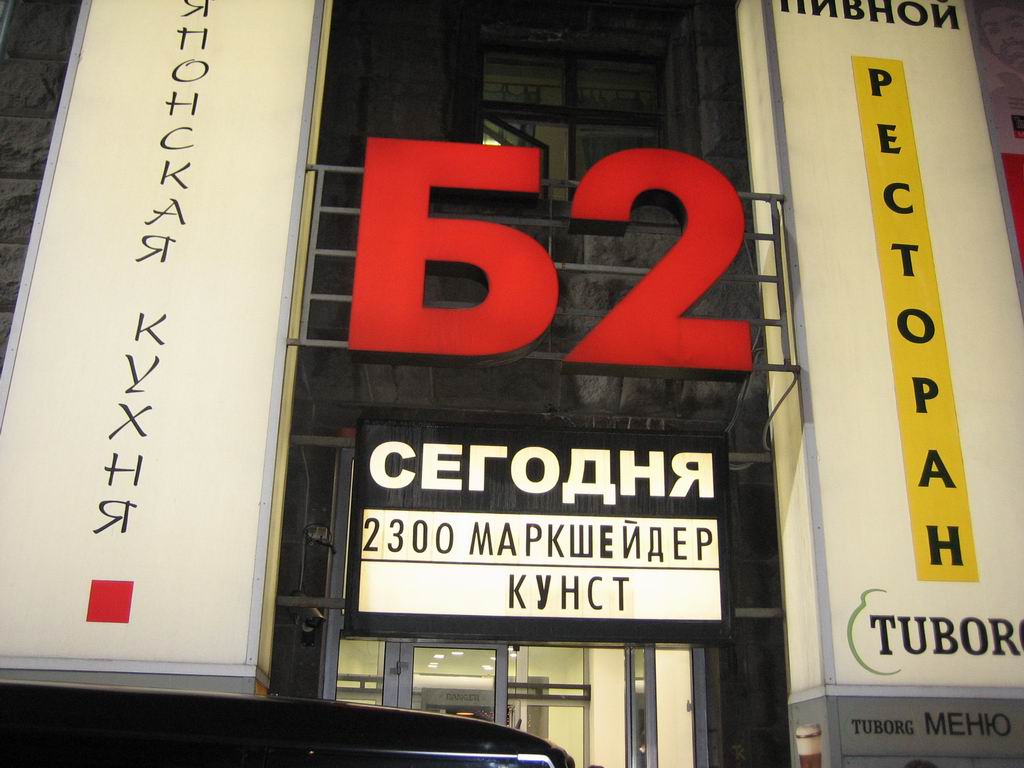 ЯПОНСКАЯ КУХНЯ
Б2
СЕГОДНЯ
2300 МАРКШЕЙДЕР
КУНСТ
ПИВНОЙ
РЕСТОРАН
TUBORG
TUBORG МЕНЮ